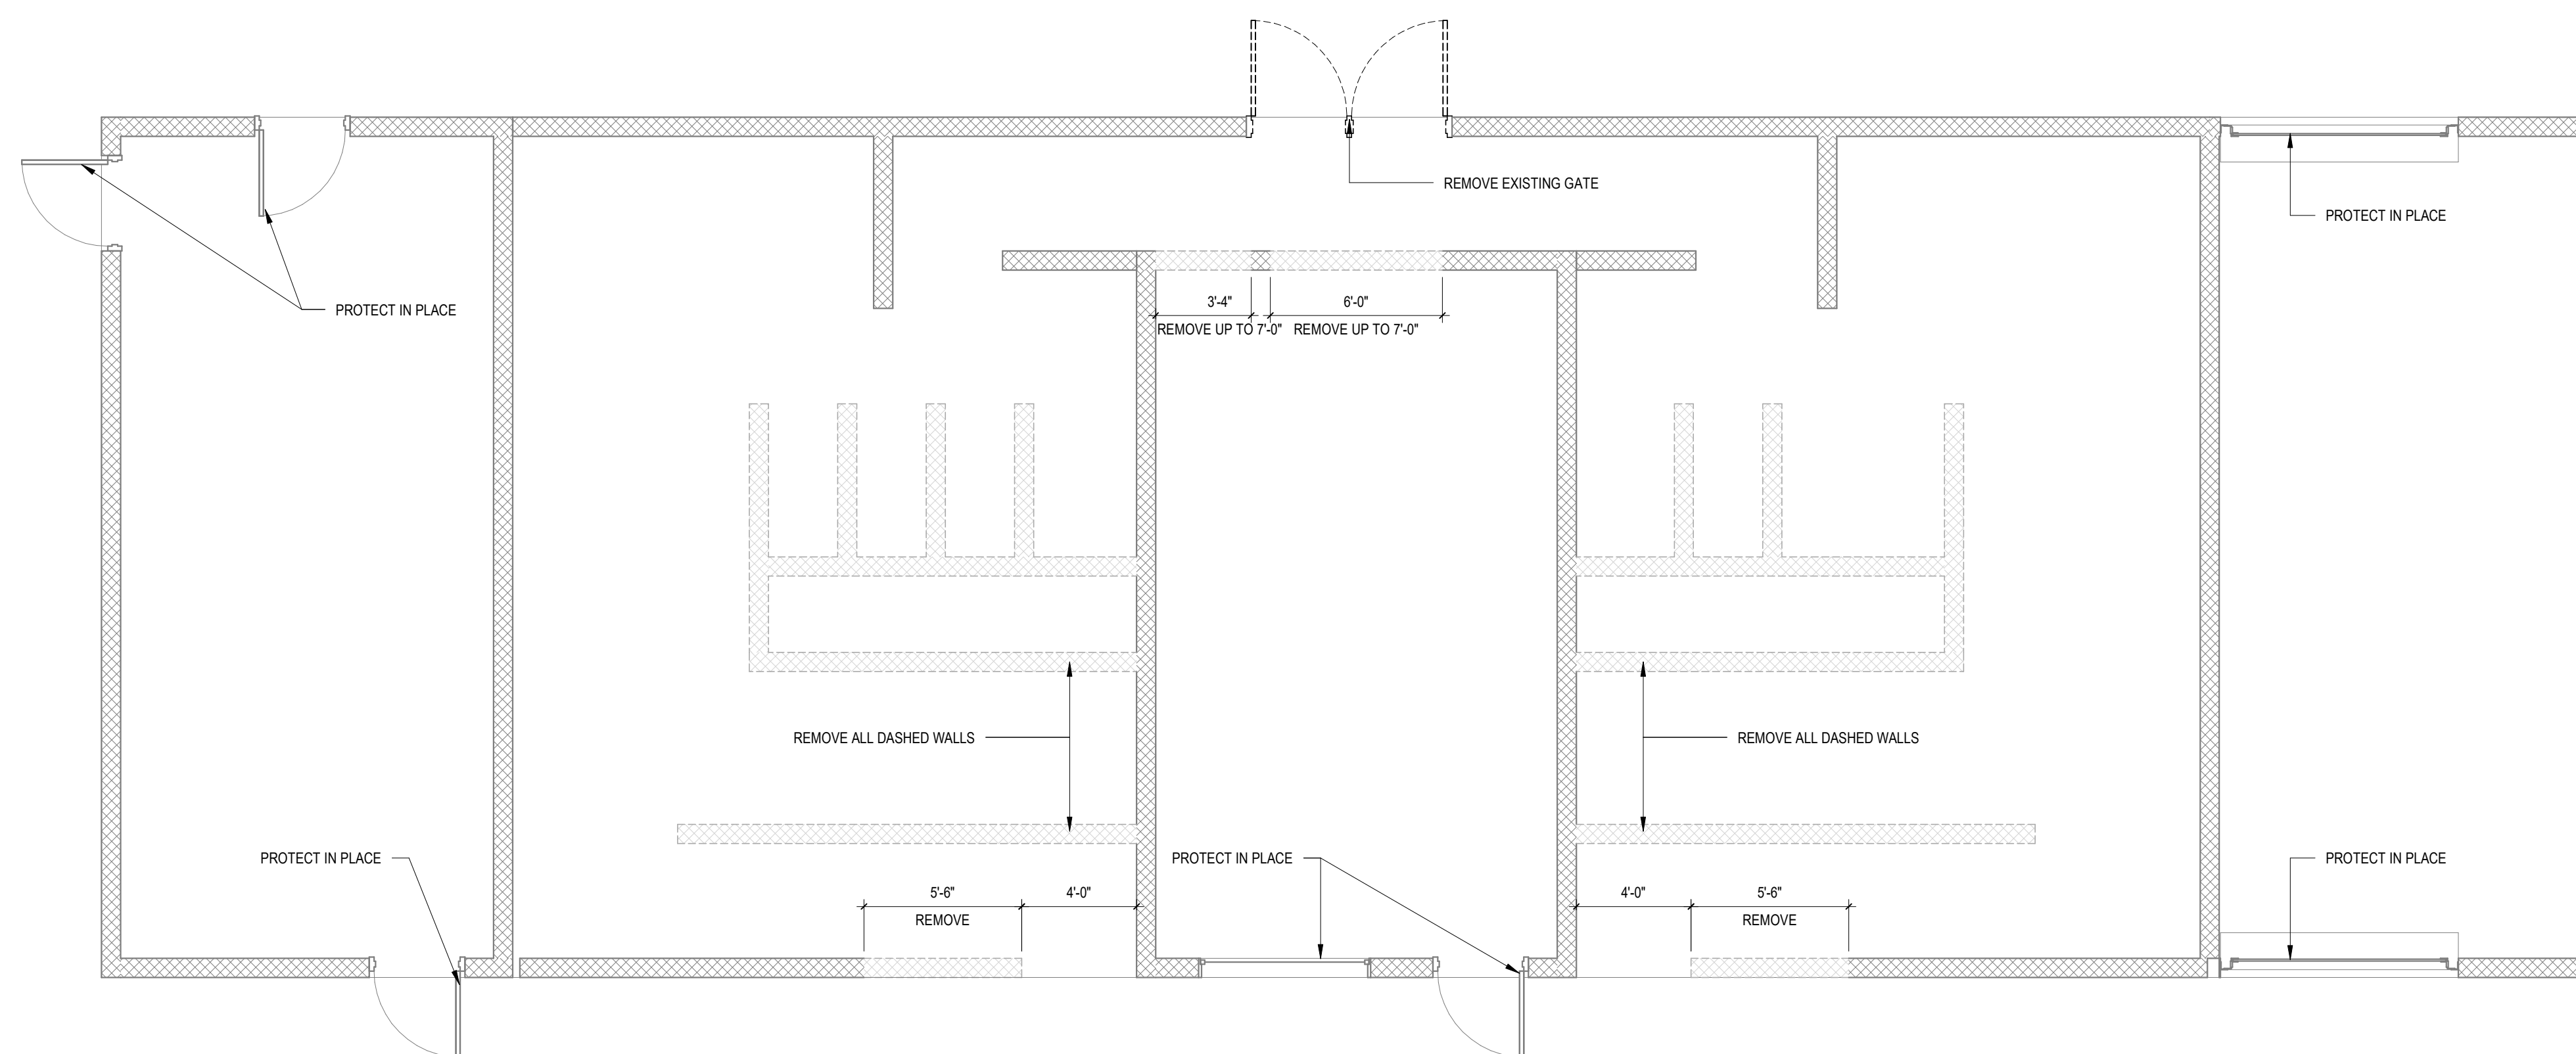 REMOVE EXISTING GATE
PROTECT IN PLACE
PROTECT IN PLACE
3'-4"
6'-0"
REMOVE UP TO 7'-0"
REMOVE UP TO 7'-0"
REMOVE ALL DASHED WALLS
REMOVE ALL DASHED WALLS
PROTECT IN PLACE
PROTECT IN PLACE
PROTECT IN PLACE
5'-6"
4'-0"
4'-0"
5'-6"
REMOVE
REMOVE